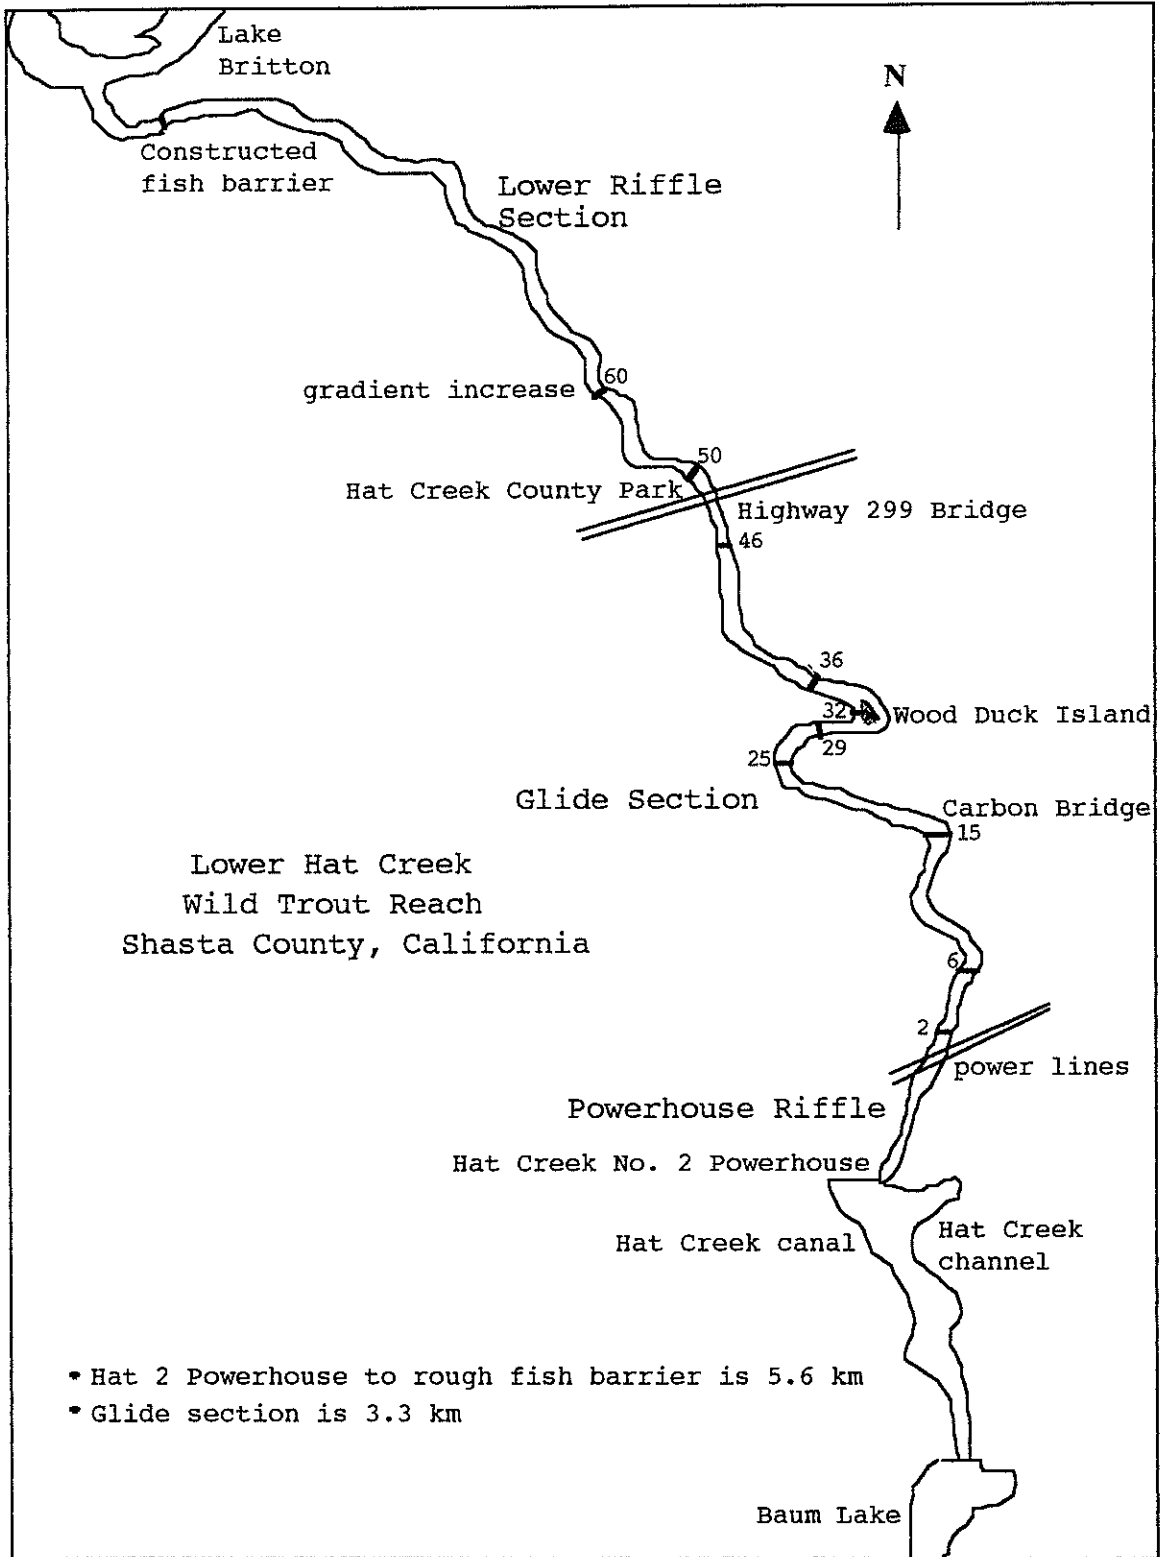 Lake
Britton
N
Constructed
fish barrier
Lower Riffle
Section
60
gradient increase
50
Hat Creek County Park
Highway 299 Bridge
46
36
32
Wood Duck Island
29
25
Glide Section
Carbon Bridge
15
Lower Hat Creek
Wild Trout Reach
Shasta County, California
6
2
power lines
Powerhouse Riffle
Hat Creek No. 2 Powerhouse
Hat Creek canal
Hat Creek
channel
• Hat 2 Powerhouse to rough fish barrier is 5.6 km
• Glide section is 3.3 km
Baum Lake